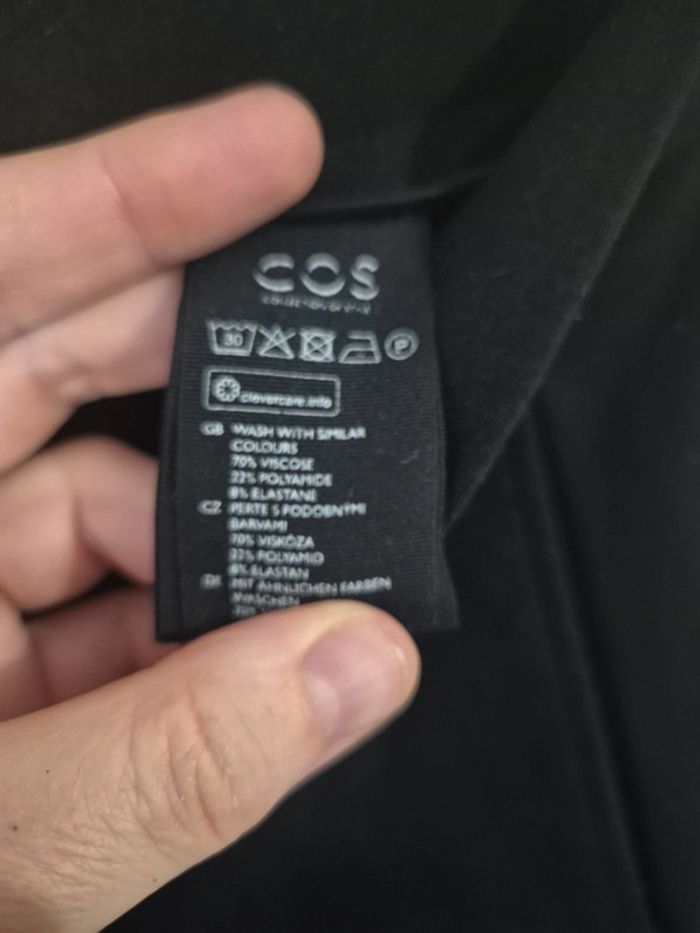 COS
30
P
clevercare.info
GB WASH WITH SIMILAR
COLOURS
70% VISCOSE
22% POLYAMIDE
8% ELASTANE
CZ PERTE S PODOBNÝMI
BARVAMI
70% VISKÓZA
22% POLYAMID
8% ELASTAN
DE MIT ÄHNLICHEN FARBEN
WASCHEN